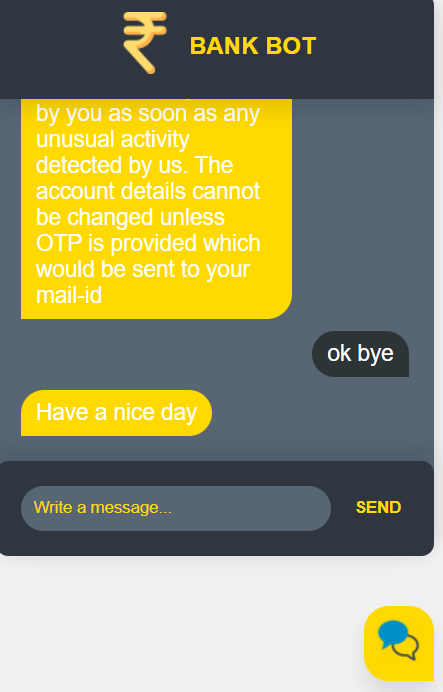 BANK BOT
by you as soon as any
unusual activity
detected by us. The
account details cannot
be changed unless
OTP is provided which
would be sent to your
mail-id
ok bye
Have a nice day
Write a message...
SEND